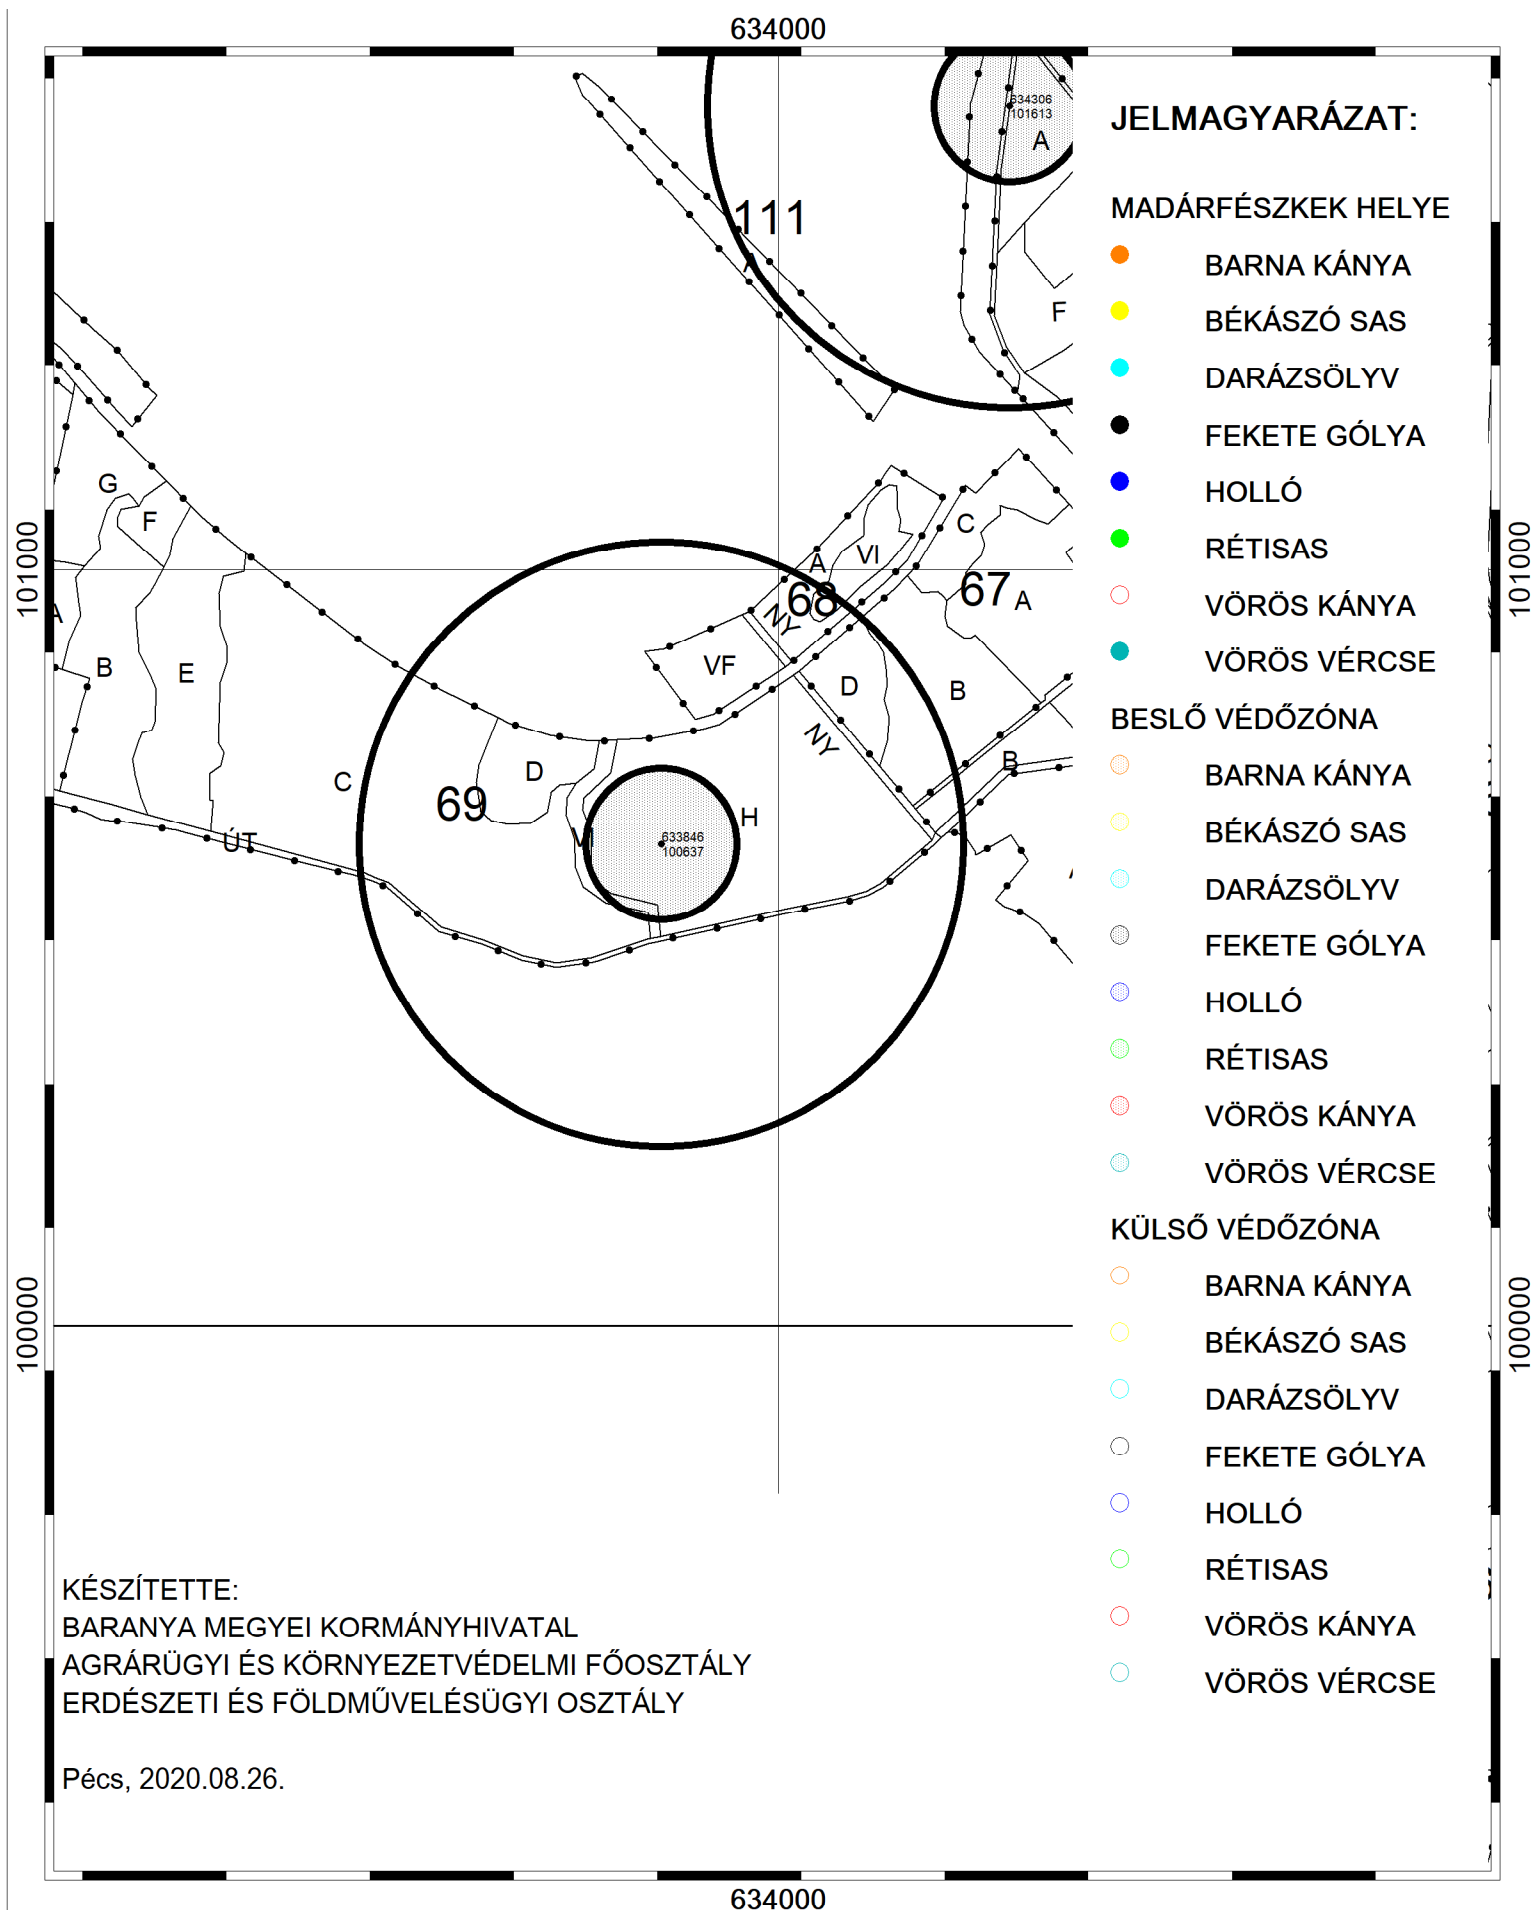 634000
634306
101613
A
111
A
F
JELMAGYARÁZAT:
MADÁRFÉSZKEK HELYE
BARNA KÁNYA
BÉKÁSZÓ SAS
DARÁZSÖLYV
FEKETE GÓLYA
HOLLÓ
RÉTISAS
VÖRÖS KÁNYA
VÖRÖS VÉRCSE
BESLŐ VÉDŐZÓNA
BARNA KÁNYA
BÉKÁSZÓ SAS
DARÁZSÖLYV
FEKETE GÓLYA
HOLLÓ
RÉTISAS
VÖRÖS KÁNYA
VÖRÖS VÉRCSE
KÜLSŐ VÉDŐZÓNA
BARNA KÁNYA
BÉKÁSZÓ SAS
DARÁZSÖLYV
FEKETE GÓLYA
HOLLÓ
RÉTISAS
VÖRÖS KÁNYA
VÖRÖS VÉRCSE
G
F
C
101000
101000
A
VI
68
67 A
A
NY
B
E
VF
D
B
NY
C
D
B
69
H
ÚT
VI
633846
100637
100000
100000
KÉSZÍTETTE:
BARANYA MEGYEI KORMÁNYHIVATAL
AGRÁRÜGYI ÉS KÖRNYEZETVÉDELMI FŐOSZTÁLY
ERDÉSZETI ÉS FÖLDMŰVELÉSÜGYI OSZTÁLY
Pécs, 2020.08.26.
634000